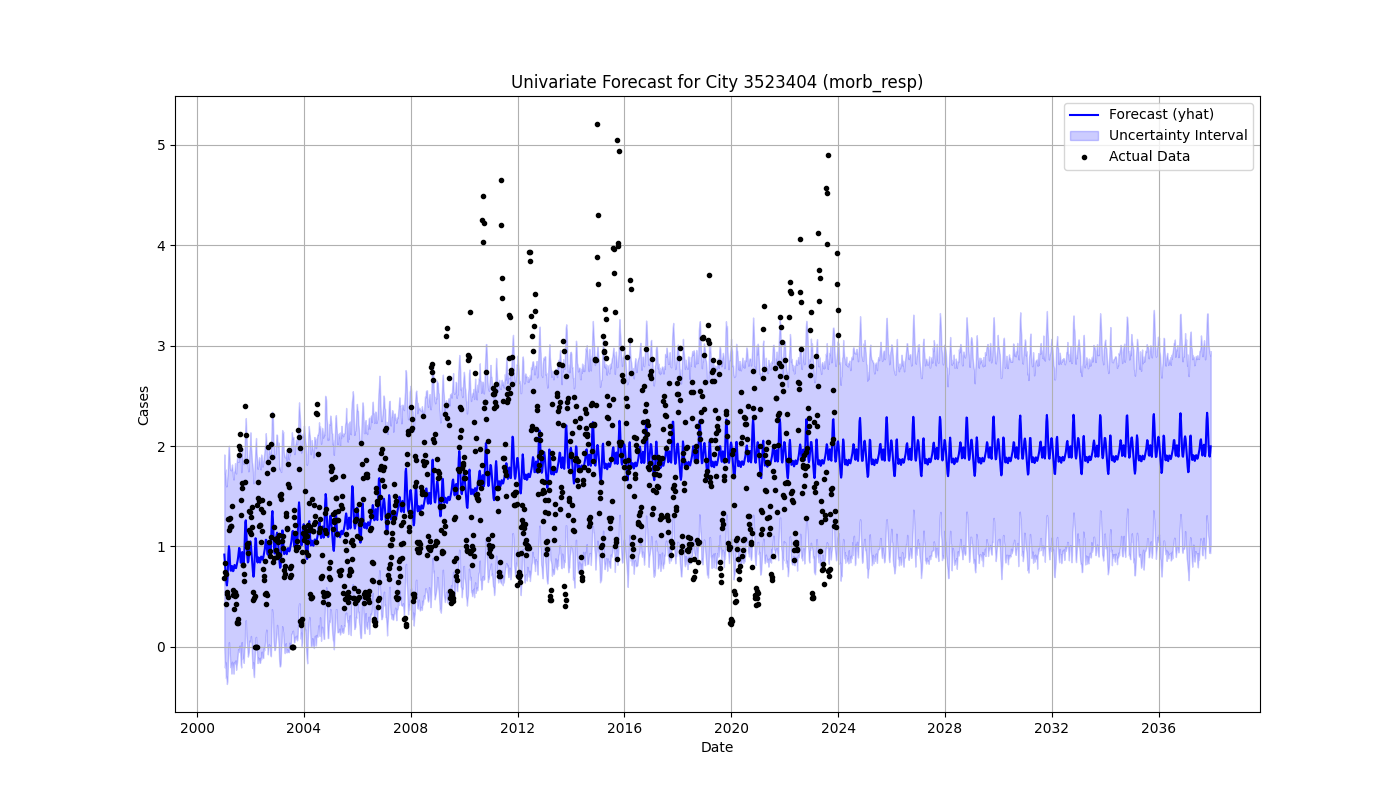 Univariate Forecast for City 3523404 (morb_resp)
Forecast (yhat)
Uncertainty Interval
Actual Data
Cases
5
4
3
2
1
0
2000 2004 2008 2012 2016 2020 2024 2028 2032 2036
Date